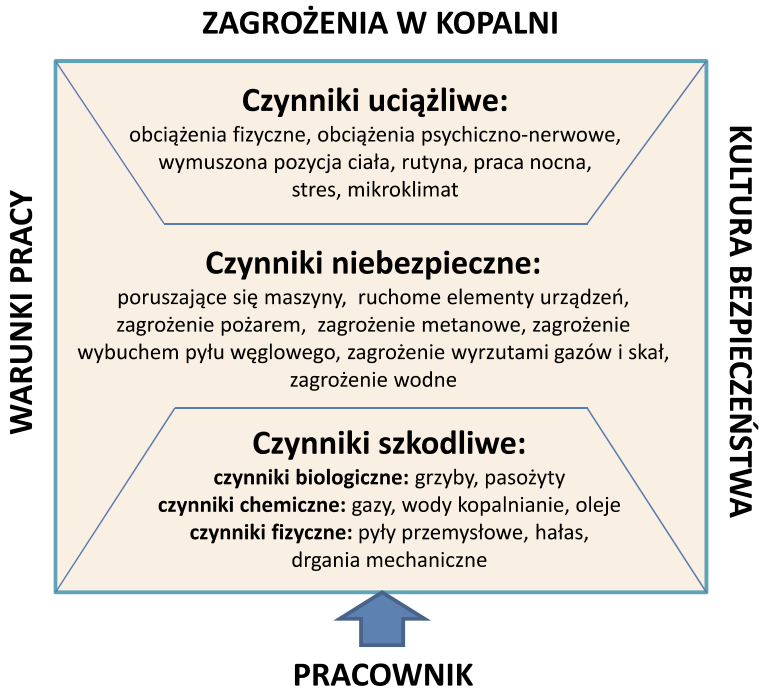 ZAGROŻENIA W KOPALNI
Czynniki uciążliwe:
obciążenia fizyczne, obciążenia psychiczno-nerwowe,
wymuszona pozycja ciała, rutyna, praca nocna,
stres, mikroklimat
WARUNKI PRACY
Czynniki niebezpieczne:
poruszające się maszyny, ruchome elementy urządzeń,
zagrożenie pożarem, zagrożenie metanowe, zagrożenie
wybuchem pyłu węglowego, zagrożenie wyrzutami gazów i skał,
zagrożenie wodne
KULTURA BEZPIECZEŃSTWA
Czynniki szkodliwe:
czynniki biologiczne: grzyby, pasożyty
czynniki chemiczne: gazy, wody kopalnianie, oleje
czynniki fizyczne: pyły przemysłowe, hałas,
drgania mechaniczne
PRACOWNIK